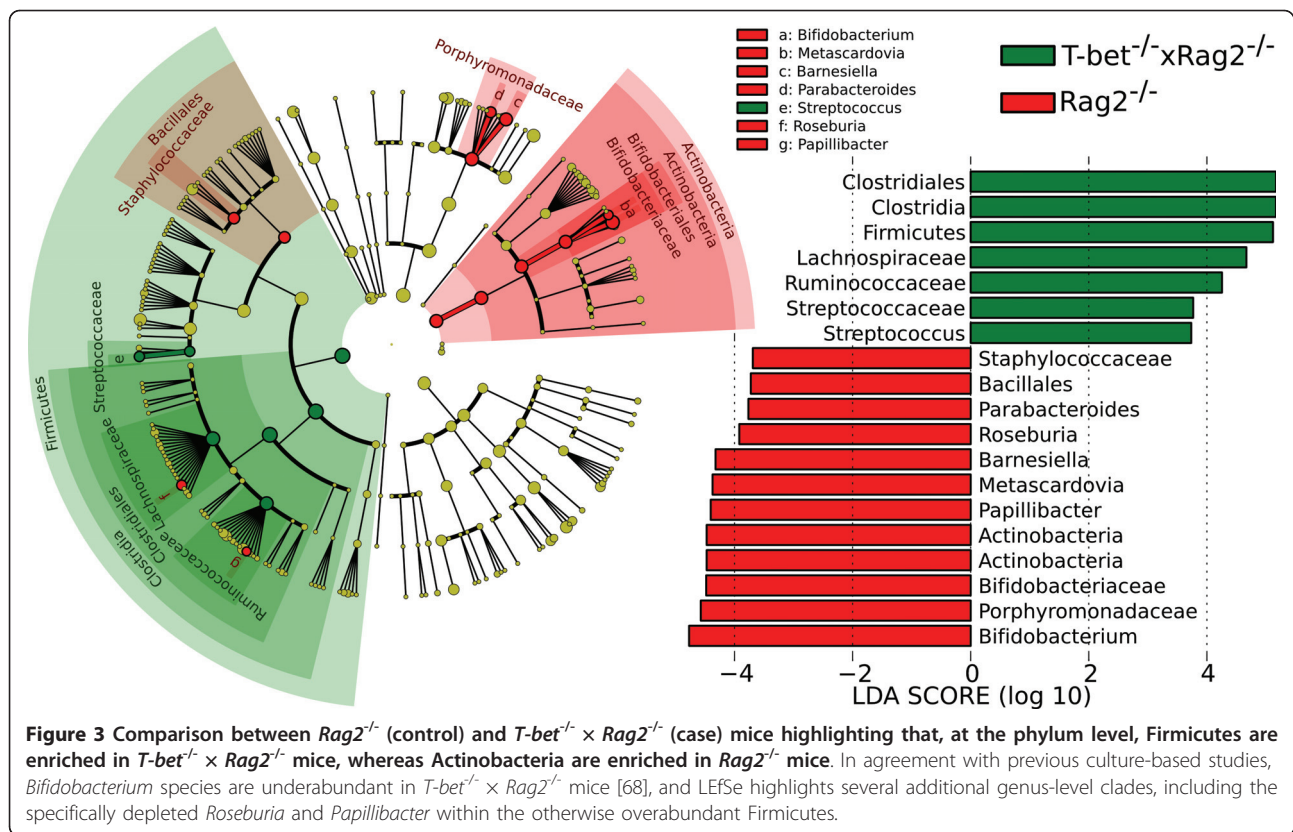 a: Bifidobacterium
b: Metascardovia
c: Barnesiella
d: Parabacteroides
e: Streptococcus
f: Roseburia
g: Papillibacter
T-bet-/-xRag2-/-
Rag2-/-
Porphyromonadaceae
d
c
Bacillales
Staphylococcaceae
Actinobacteria
Actinobacteria
Bifidobacteriales
Bifidobacteriaceae
b
a
Streptococcaceae
e
Firmicutes
Clostridia
Clostridiales
Lachnospiraceae
Ruminococcaceae
f
g
Clostridiales
Clostridia
Firmicutes
Lachnospiraceae
Ruminococcaceae
Streptococcaceae
Streptococcus
Staphylococcaceae
Bacillales
Parabacteroides
Roseburia
Barnesiella
Metascardovia
Papillibacter
Actinobacteria
Actinobacteria
Bifidobacteriaceae
Porphyromonadaceae
Bifidobacterium
−4 −2 0 2 4
LDA SCORE (log 10)
Figure 3 Comparison between Rag2-/- (control) and T-bet-/- × Rag2-/- (case) mice highlighting that, at the phylum level, Firmicutes are
enriched in T-bet-/- × Rag2-/- mice, whereas Actinobacteria are enriched in Rag2-/- mice. In agreement with previous culture-based studies,
Bifidobacterium species are underabundant in T-bet-/- × Rag2-/- mice [68], and LEfSe highlights several additional genus-level clades, including the
specifically depleted Roseburia and Papillibacter within the otherwise overabundant Firmicutes.